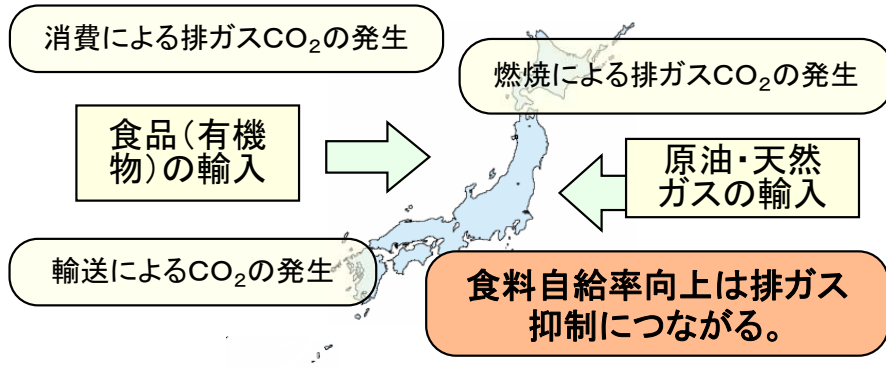 消費による排ガスCO₂の発生
燃焼による排ガスCO₂の発生
食品（有機
物）の輸入
原油・天然
ガスの輸入
輸送によるCO₂の発生
食料自給率向上は排ガス
抑制につながる。